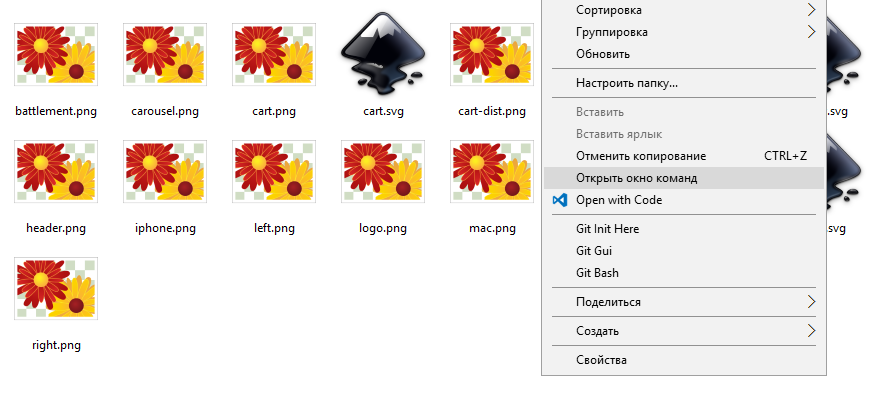 battlement.png
carousel.png
cart.png
cart.svg
cart-dist.png
.svg
header.png
iphone.png
left.png
logo.png
mac.png
.svg
right.png
Сортировка
Группировка
Обновить
Настроить папку...
Вставить
Вставить ярлык
Отменить копирование CTRL+Z
Открыть окно команд
Open with Code
Git Init Here
Git Gui
Git Bash
Поделиться
Создать
Свойства